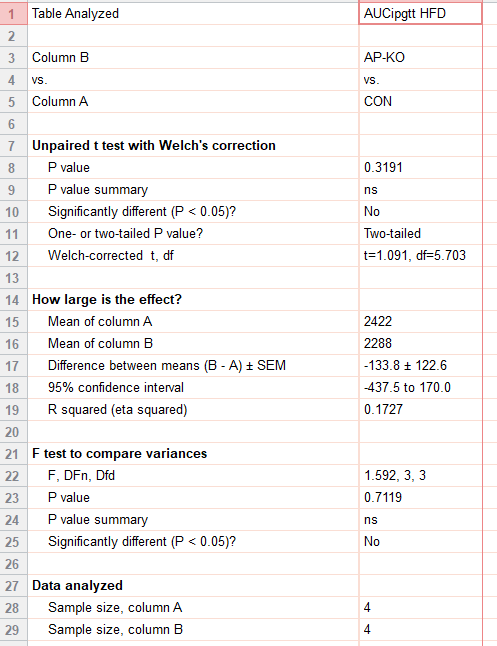 1 Table Analyzed AUCipgtt HFD
2
3 Column B AP-KO
4 vs. vs.
5 Column A CON
6
7 Unpaired t test with Welch's correction
8 P value 0.3191
9 P value summary ns
10 Significantly different (P < 0.05)? No
11 One- or two-tailed P value? Two-tailed
12 Welch-corrected t, df t=1.091, df=5.703
13
14 How large is the effect?
15 Mean of column A 2422
16 Mean of column B 2288
17 Difference between means (B - A) ± SEM -133.8 ± 122.6
18 95% confidence interval -437.5 to 170.0
19 R squared (eta squared) 0.1727
20
21 F test to compare variances
22 F, DFn, Dfd 1.592, 3, 3
23 P value 0.7119
24 P value summary ns
25 Significantly different (P < 0.05)? No
26
27 Data analyzed
28 Sample size, column A 4
29 Sample size, column B 4